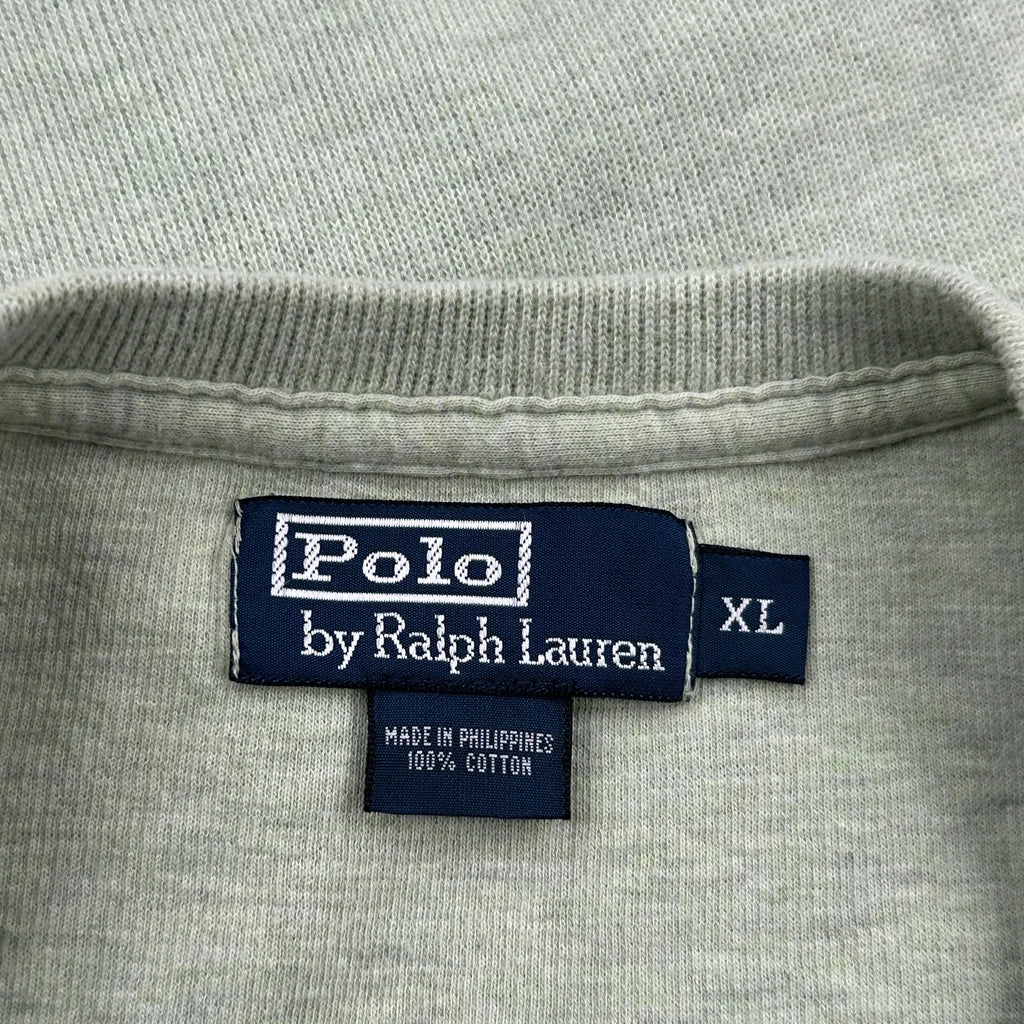 Polo
by Ralph Lauren
XL
MADE IN PHILIPPINES
100% COTTON